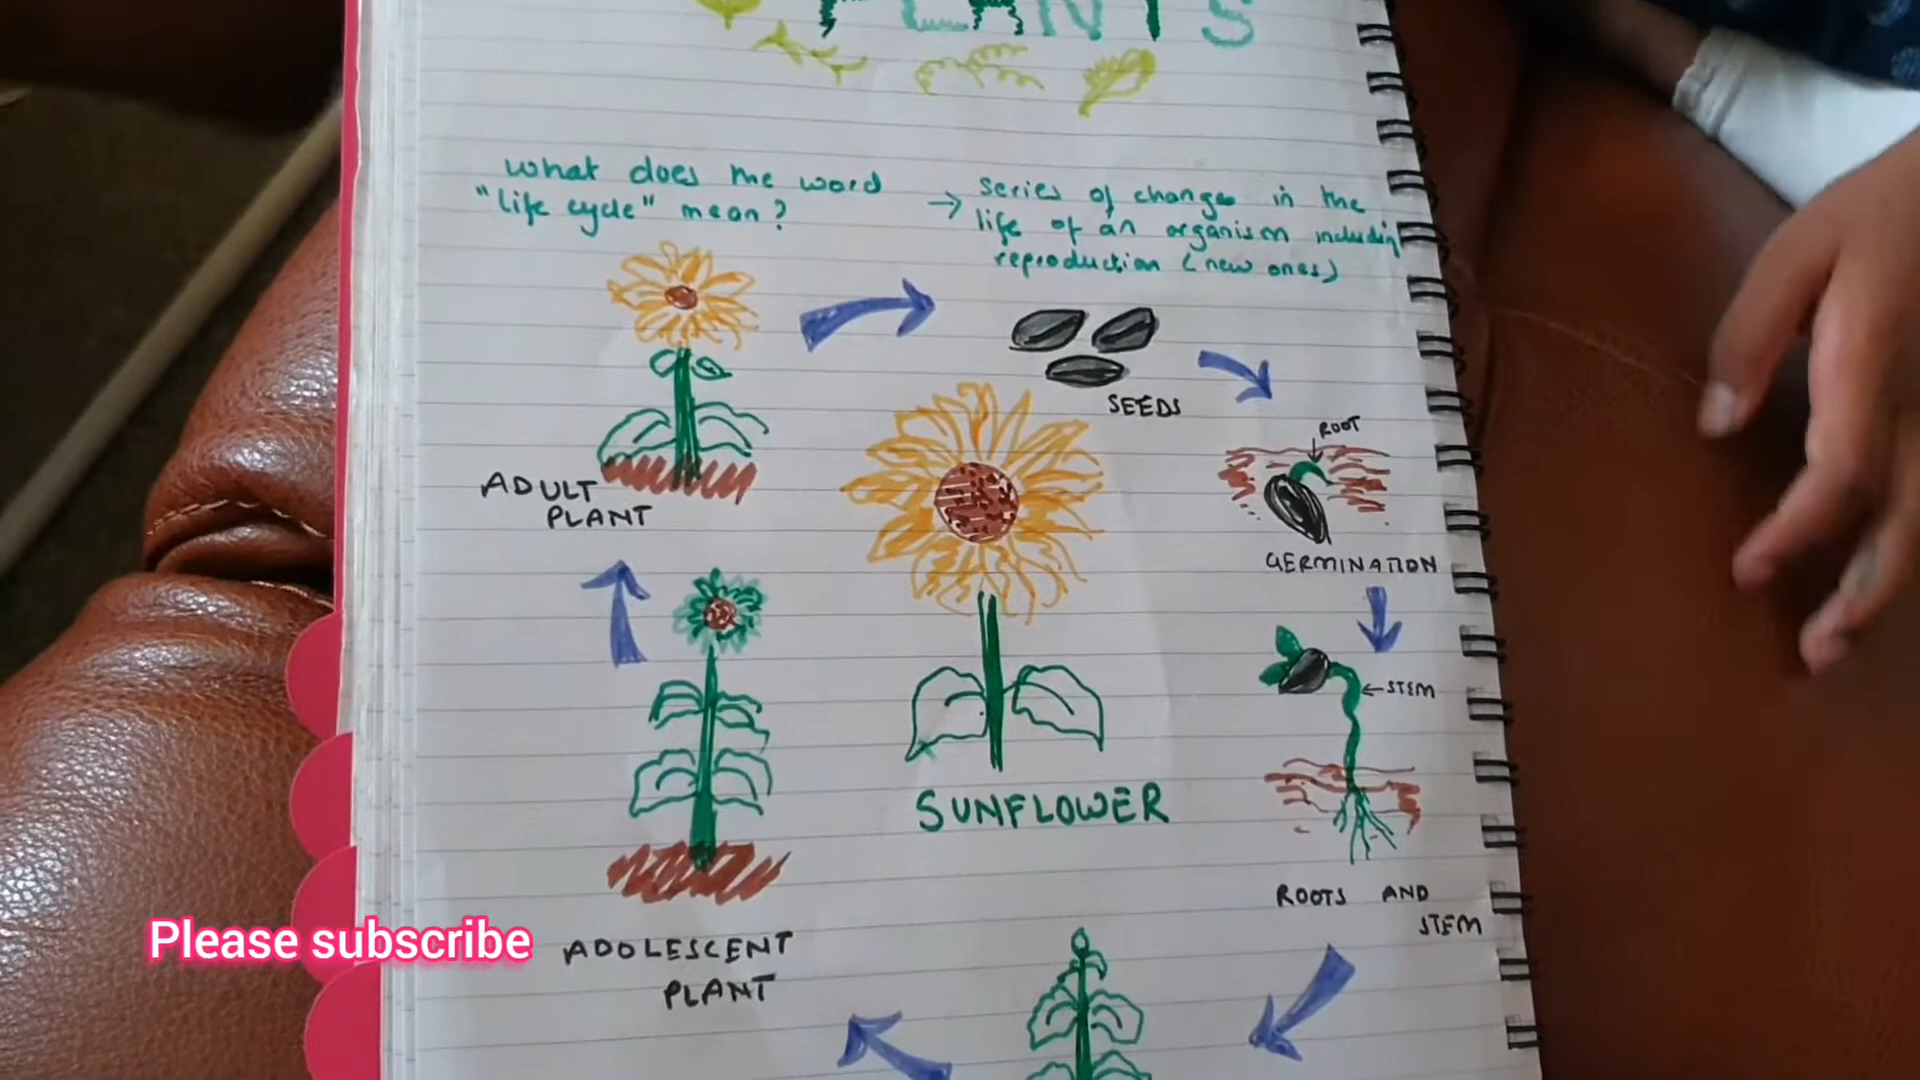 PLANTS
what does the word
"life cycle" mean?
→ series of changes in the
life of an organism including
reproduction (new ones)
SEEDS
ROOT
ADULT
PLANT
GERMINATION
←STEM
SUNFLOWER
ROOTS AND
STEM
ADOLESCENT
PLANT
Please subscribe